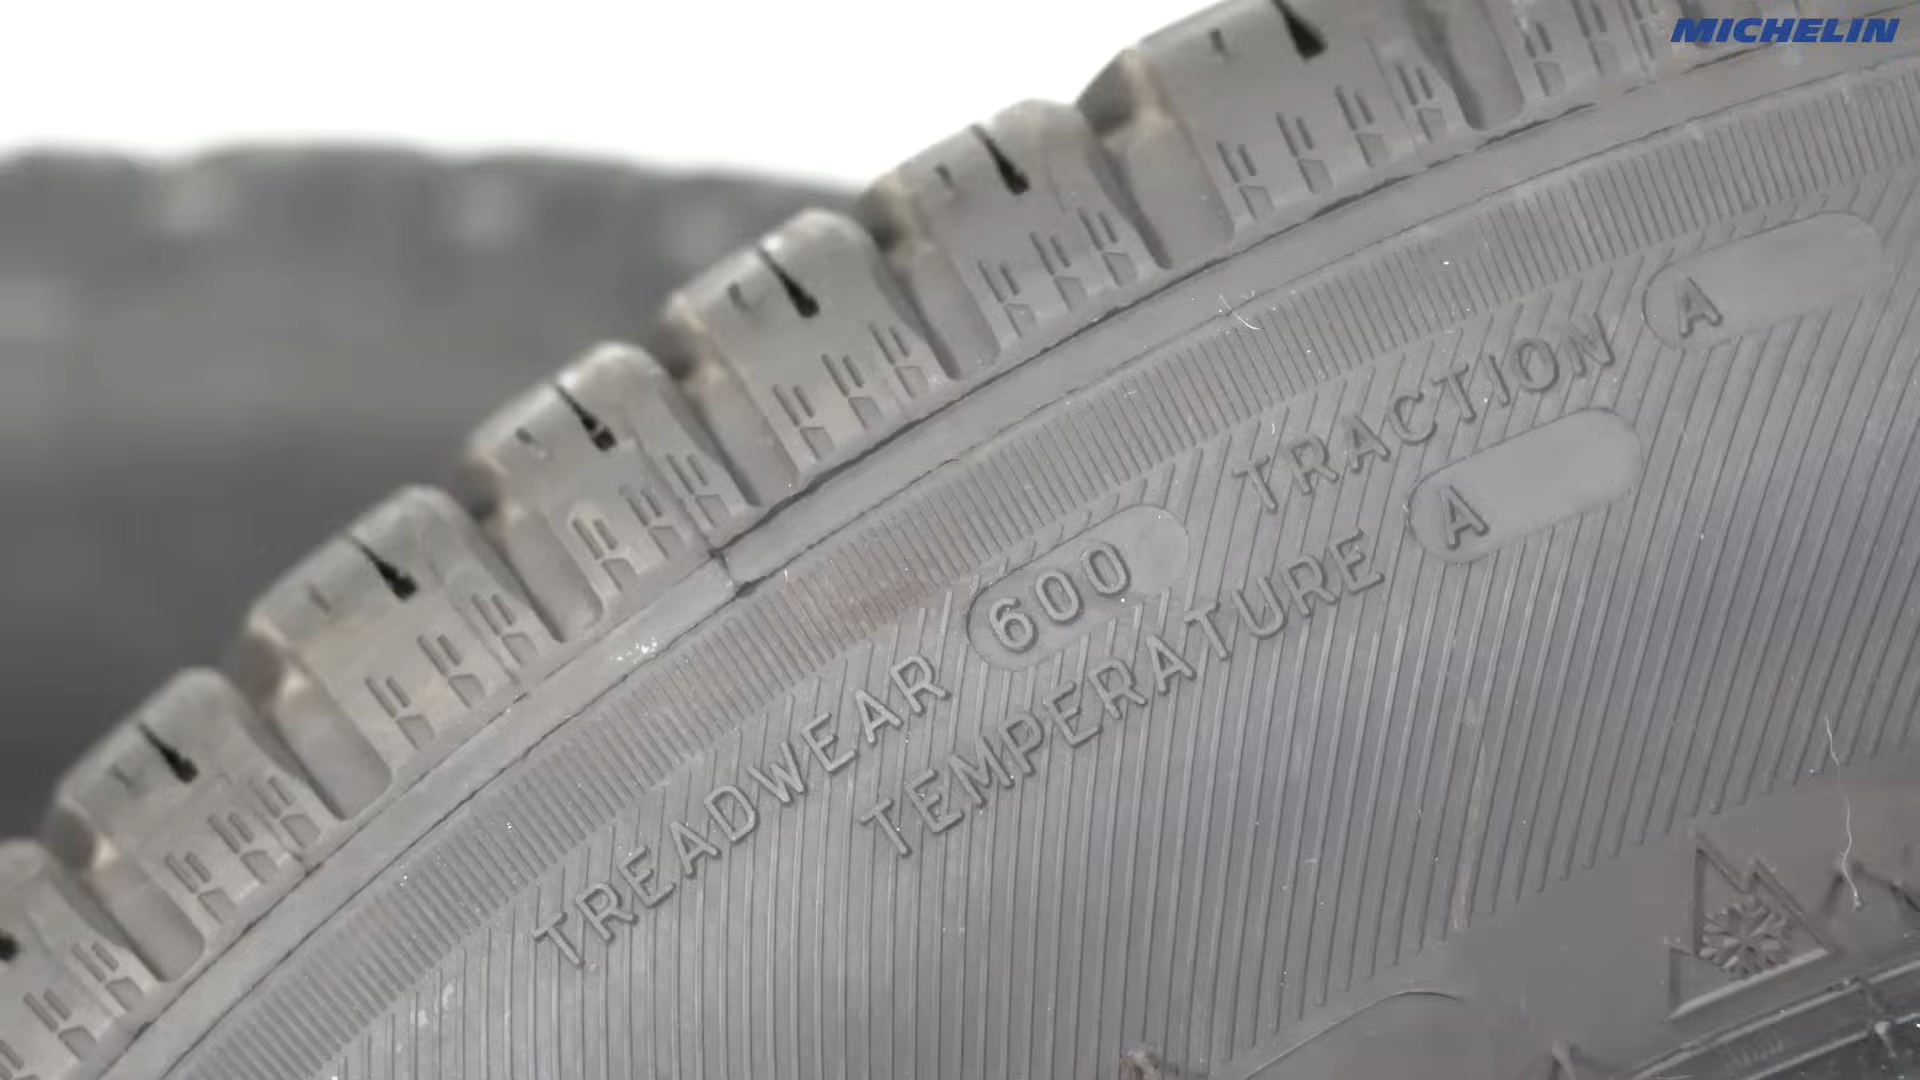 MICHELIN
TREADWEAR 600 TRACTION A
TEMPERATURE A